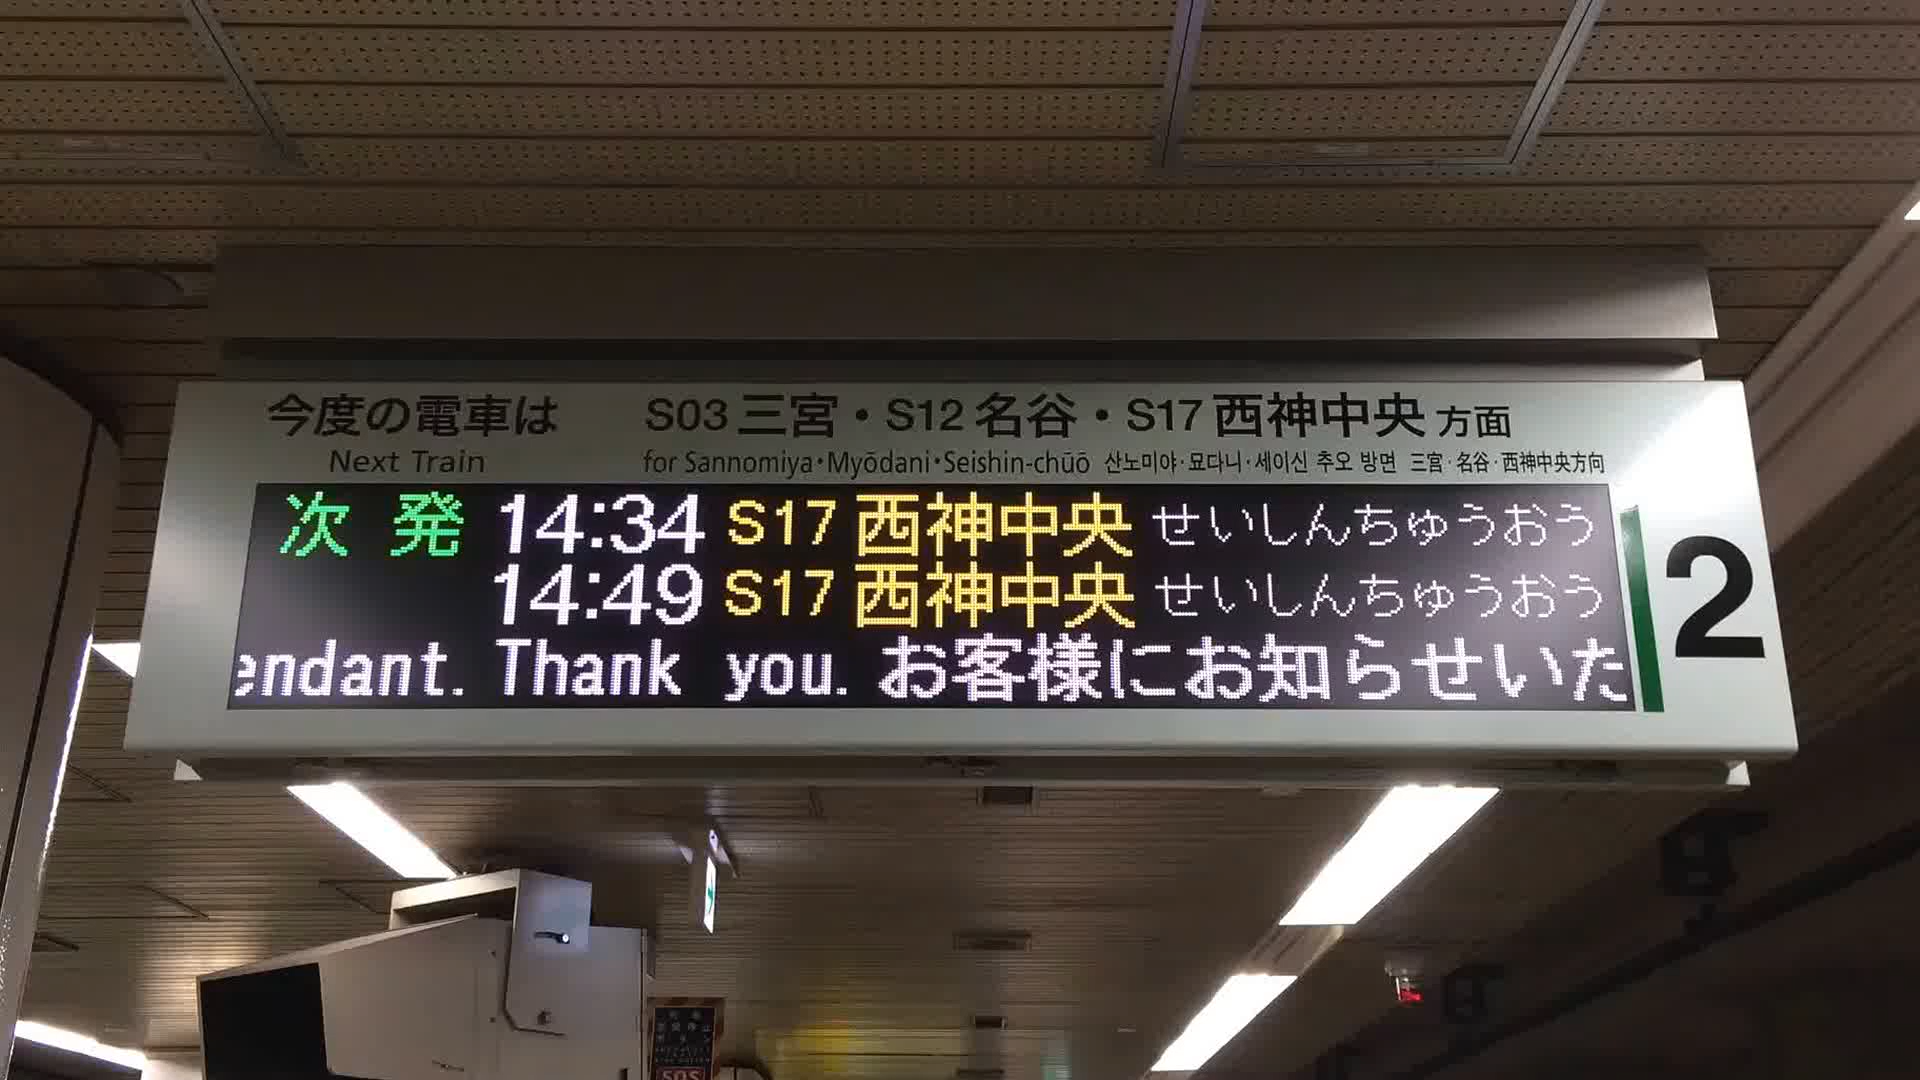 今度の電車は S03 三宮・S12 名谷・S17 西神中央 方面
Next Train for Sannomiya・Myōdani・Seishin-chūō 산노미야·묘다니·세이신 추오 방면 三宮·名谷·西神中央方向
次 発 14:34 S17 西神中央 せいしんちゅうおう
14:49 S17 西神中央 せいしんちゅうおう
endant. Thank you. お客様にお知らせいた
2
SOS